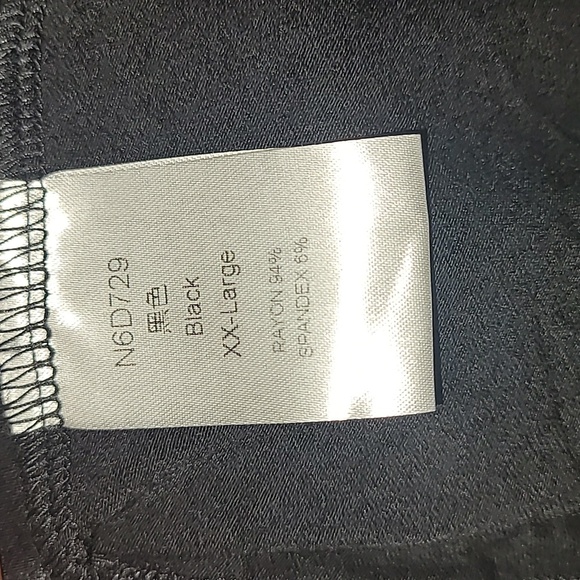 N6D729
黑色
Black
XX-Large
RAYON 94%
SPANDEX 6%